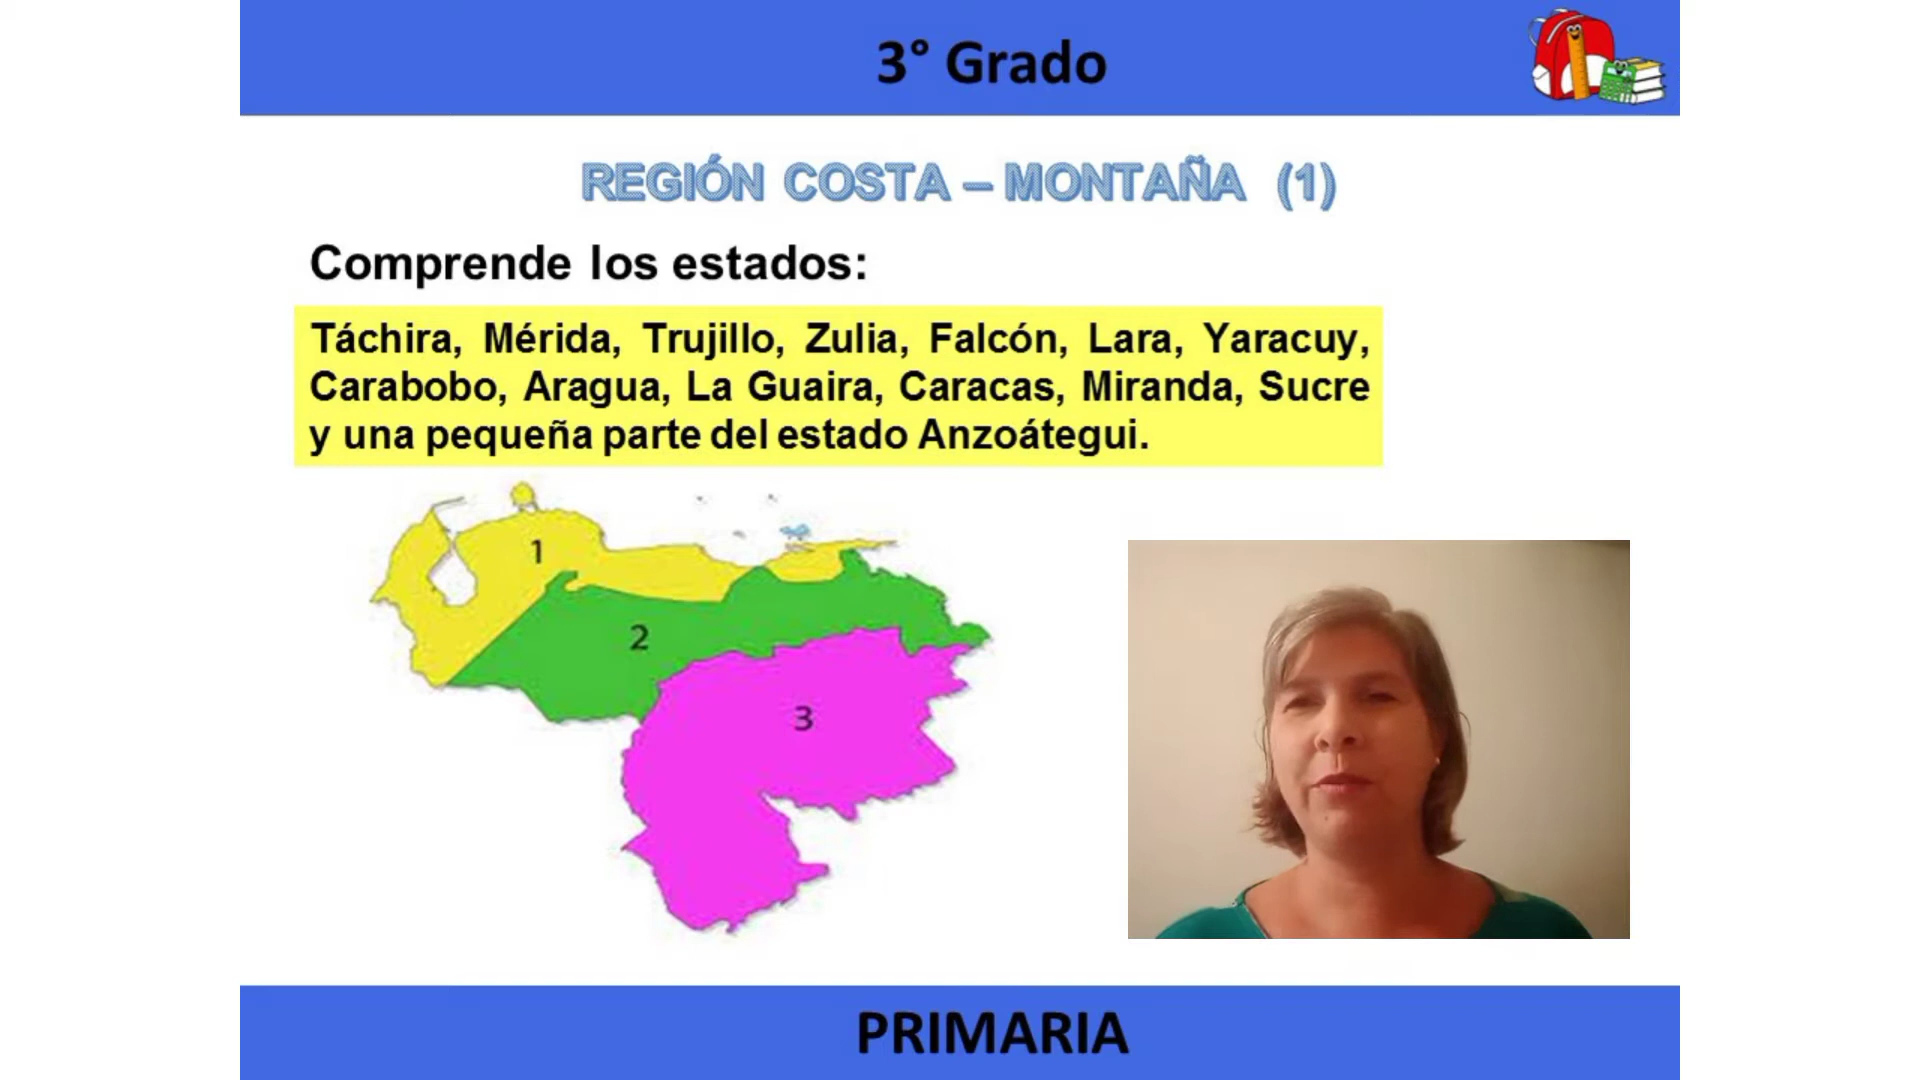 3° Grado
REGIÓN COSTA – MONTAÑA (1)
Comprende los estados:
Táchira, Mérida, Trujillo, Zulia, Falcón, Lara, Yaracuy,
Carabobo, Aragua, La Guaira, Caracas, Miranda, Sucre
y una pequeña parte del estado Anzoátegui.
1
2
3
PRIMARIA